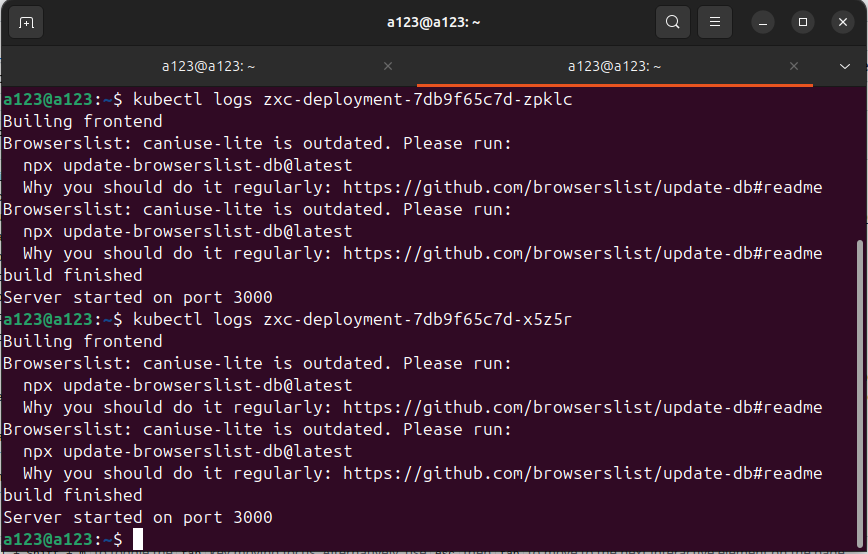 a123@a123: ~
a123@a123: ~
a123@a123: ~
a123@a123:~$ kubectl logs zxc-deployment-7db9f65c7d-zpklc
Builing frontend
Browserslist: caniuse-lite is outdated. Please run:
  npx update-browserslist-db@latest
  Why you should do it regularly: https://github.com/browserslist/update-db#readme
Browserslist: caniuse-lite is outdated. Please run:
  npx update-browserslist-db@latest
  Why you should do it regularly: https://github.com/browserslist/update-db#readme
build finished
Server started on port 3000
a123@a123:~$ kubectl logs zxc-deployment-7db9f65c7d-x5z5r
Builing frontend
Browserslist: caniuse-lite is outdated. Please run:
  npx update-browserslist-db@latest
  Why you should do it regularly: https://github.com/browserslist/update-db#readme
Browserslist: caniuse-lite is outdated. Please run:
  npx update-browserslist-db@latest
  Why you should do it regularly: https://github.com/browserslist/update-db#readme
build finished
Server started on port 3000
a123@a123:~$